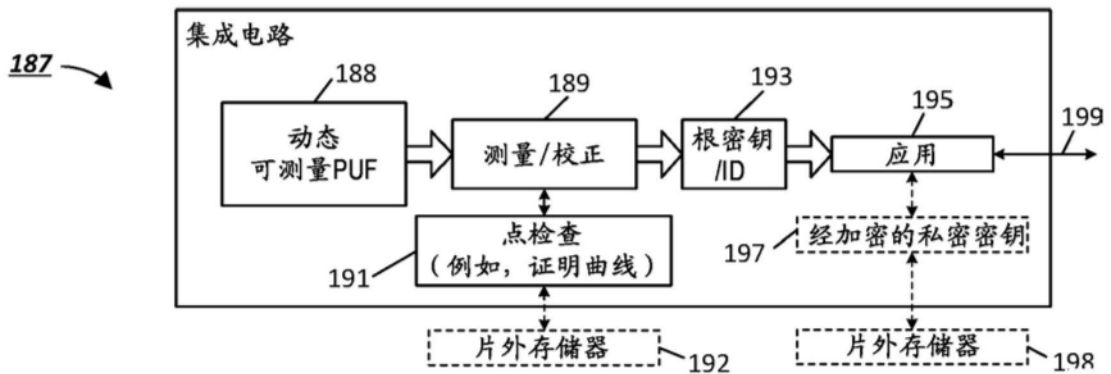 集成电路
187
188
189
193
195
199
动态
可测量PUF
测量/校正
根密钥
/ID
应用
点检查
(例如，证明曲线)
191
经加密的私密密钥
197
片外存储器
192
片外存储器
198